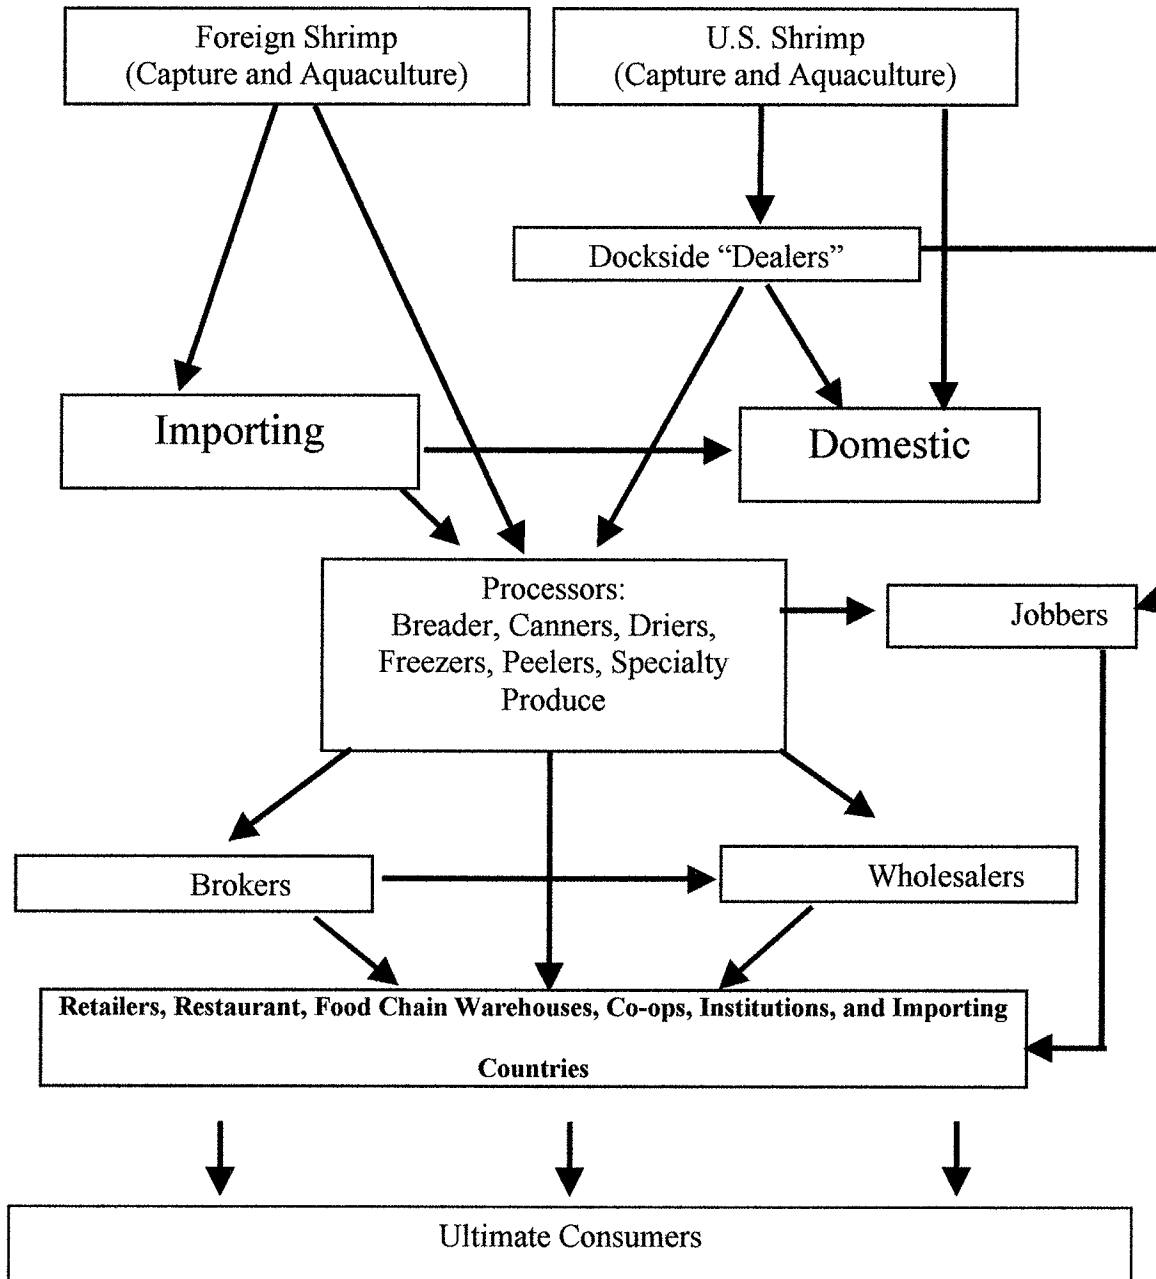 Foreign Shrimp
(Capture and Aquaculture)
U.S. Shrimp
(Capture and Aquaculture)
Dockside “Dealers”
Importing
Domestic
Processors:
Breader, Canners, Driers,
Freezers, Peelers, Specialty
Produce
Jobbers
Brokers
Wholesalers
Retailers, Restaurant, Food Chain Warehouses, Co-ops, Institutions, and Importing
Countries
Ultimate Consumers